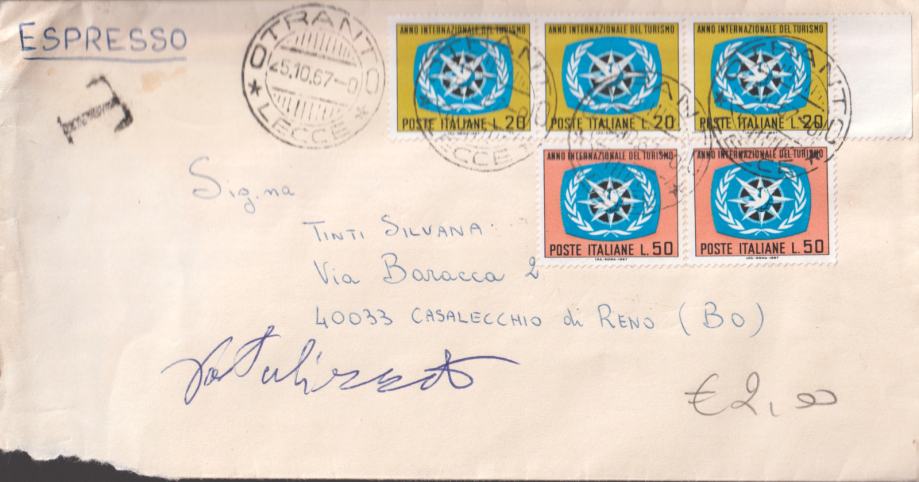 ESPRESSO
T
OTRANTO
25.10.67-0
* LECCE *
ANNO INTERNAZIONALE DEL TURISMO
POSTE ITALIANE L. 20
ANNO INTERNAZIONALE DEL TURISMO
POSTE ITALIANE L. 20
ANNO INTERNAZIONALE DEL TURISMO
POSTE ITALIANE L. 20
ANNO INTERNAZIONALE DEL TURISMO
POSTE ITALIANE L. 50
ANNO INTERNAZIONALE DEL TURISMO
POSTE ITALIANE L. 50
Sig.na
TINTI SILVANA
Via Baracca 2
40033 CASALECCHIO di RENO (BO)
€ 2,00